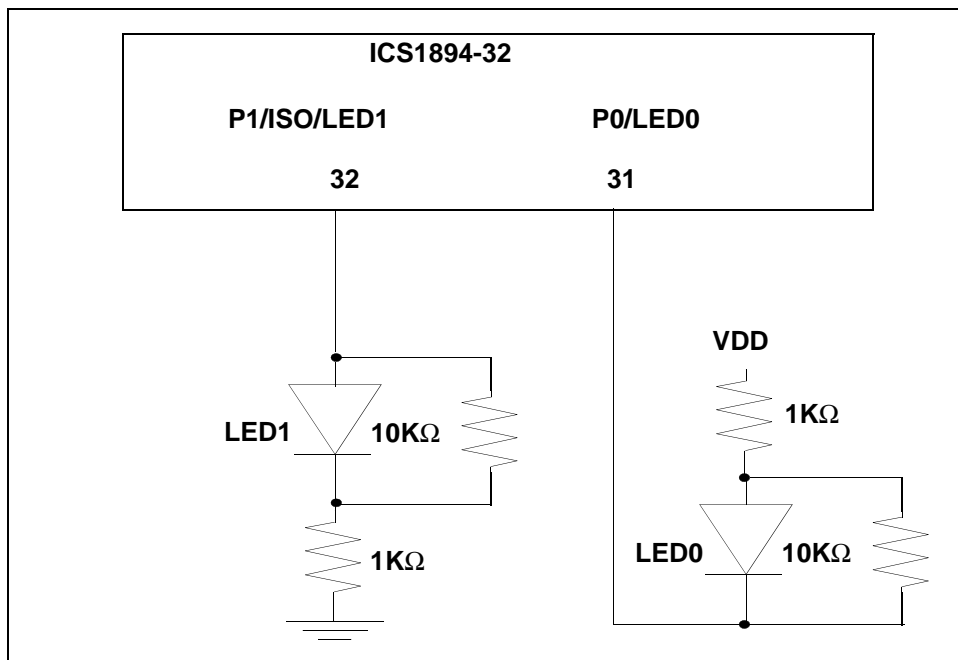 ICS1894-32
P1/ISO/LED1 P0/LED0
32 31
VDD
1KΩ
LED1 10KΩ
LED0 10KΩ
1KΩ